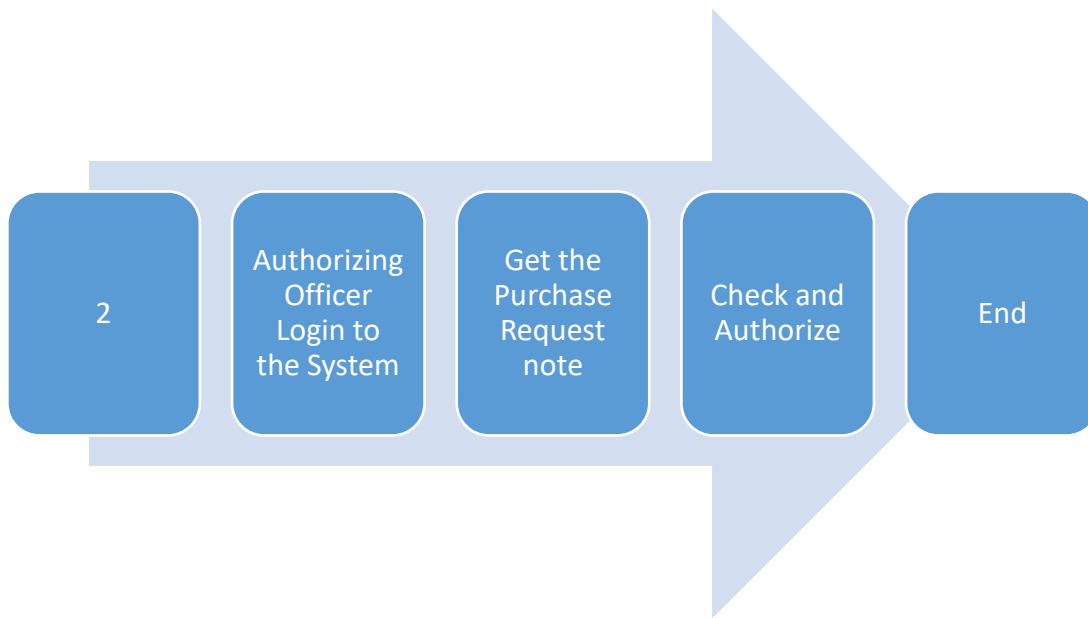 2
Authorizing
Officer
Login to
the System
Get the
Purchase
Request
note
Check and
Authorize
End